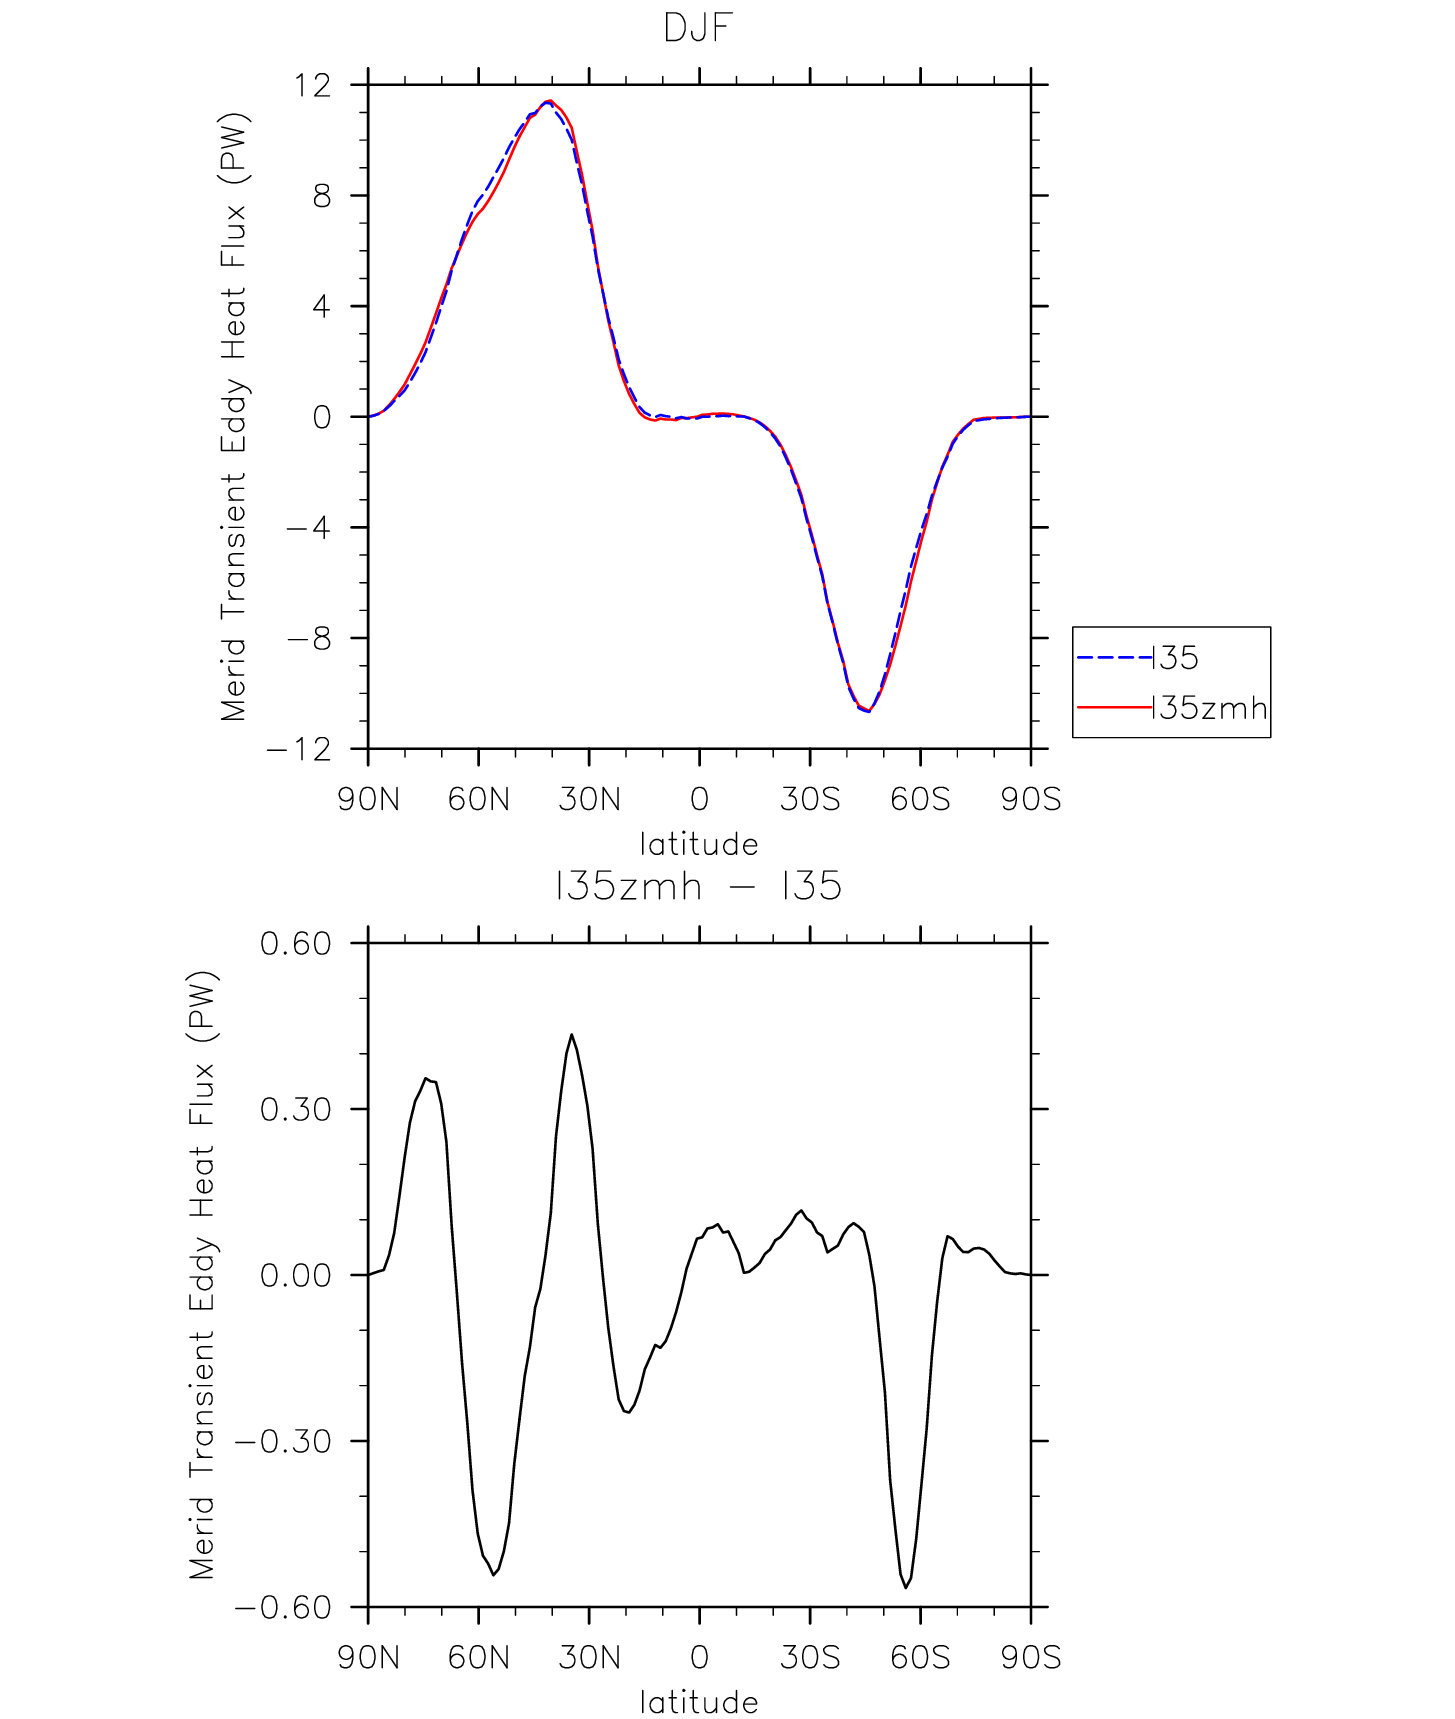 DJF
Merid Transient Eddy Heat Flux (PW)
12
8
4
0
−4
−8
−12
90N 60N 30N 0 30S 60S 90S
latitude
I35
I35zmh
I35zmh − I35
Merid Transient Eddy Heat Flux (PW)
0.60
0.30
0.00
−0.30
−0.60
90N 60N 30N 0 30S 60S 90S
latitude